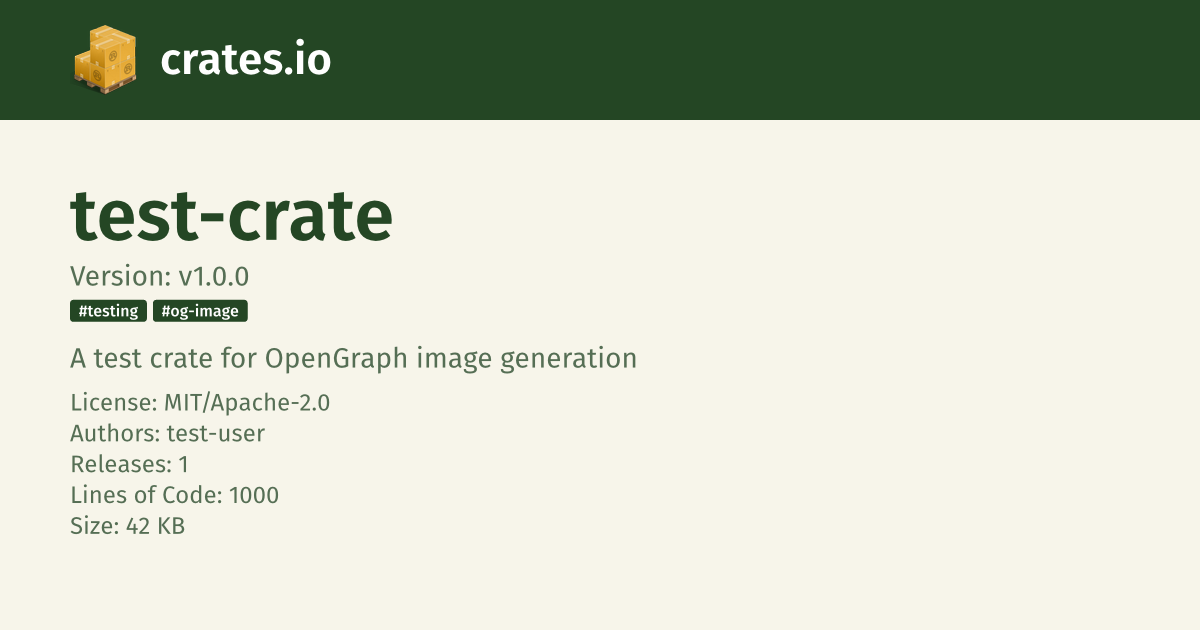 crates.io
test-crate
Version: v1.0.0
#testing #og-image
A test crate for OpenGraph image generation
License: MIT/Apache-2.0
Authors: test-user
Releases: 1
Lines of Code: 1000
Size: 42 KB